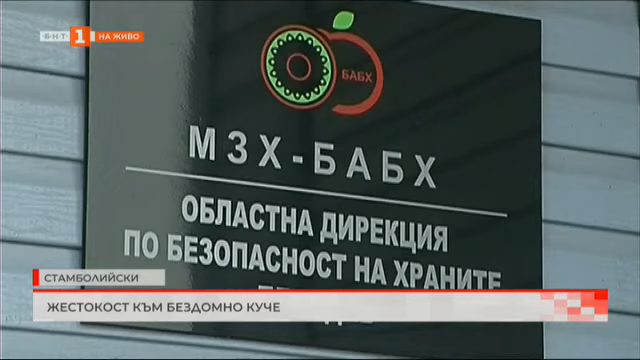 БНТ 1 НА ЖИВО
БАБХ
МЗХ-БАБХ
ОБЛАСТНА ДИРЕКЦИЯ
ПО БЕЗОПАСНОСТ НА ХРАНИТЕ
СТАМБОЛИЙСКИ
ЖЕСТОКОСТ КЪМ БЕЗДОМНО КУЧЕ